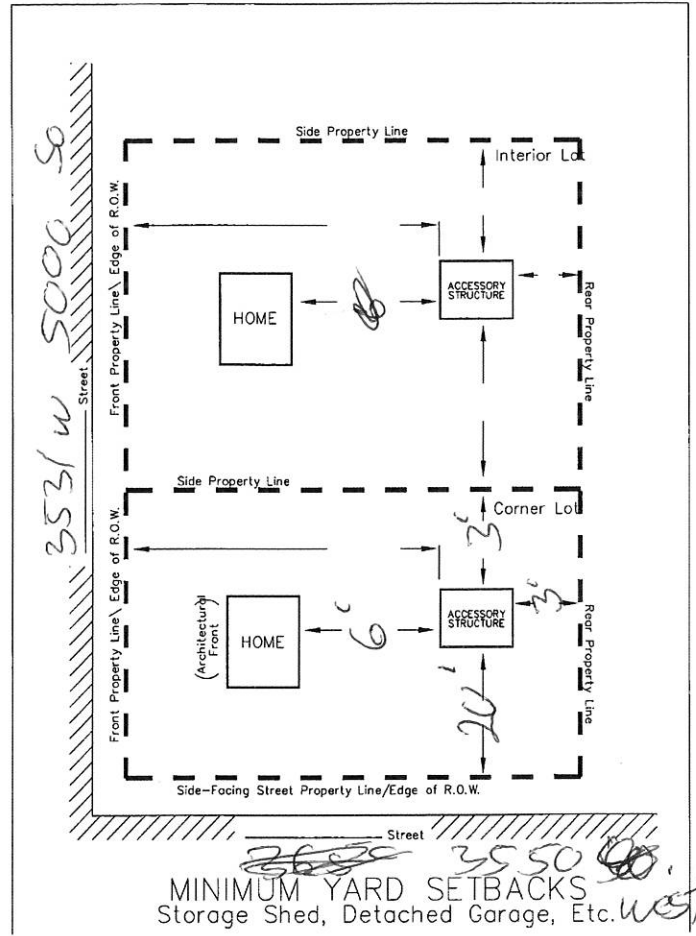 Side Property Line
Interior Lot
Front Property Line\ Edge of R.O.W.
3531 W 5000 So
Street
HOME
ACCESSORY
STRUCTURE
Rear Property Line
Side Property Line
Corner Lot
3'
Front Property Line\ Edge of R.O.W.
(Architectural
Front)
HOME
6'
ACCESSORY
STRUCTURE
3'
Rear Property Line
20'
Side-Facing Street Property Line/Edge of R.O.W.
Street
3550
West
MINIMUM YARD SETBACKS
Storage Shed, Detached Garage, Etc.